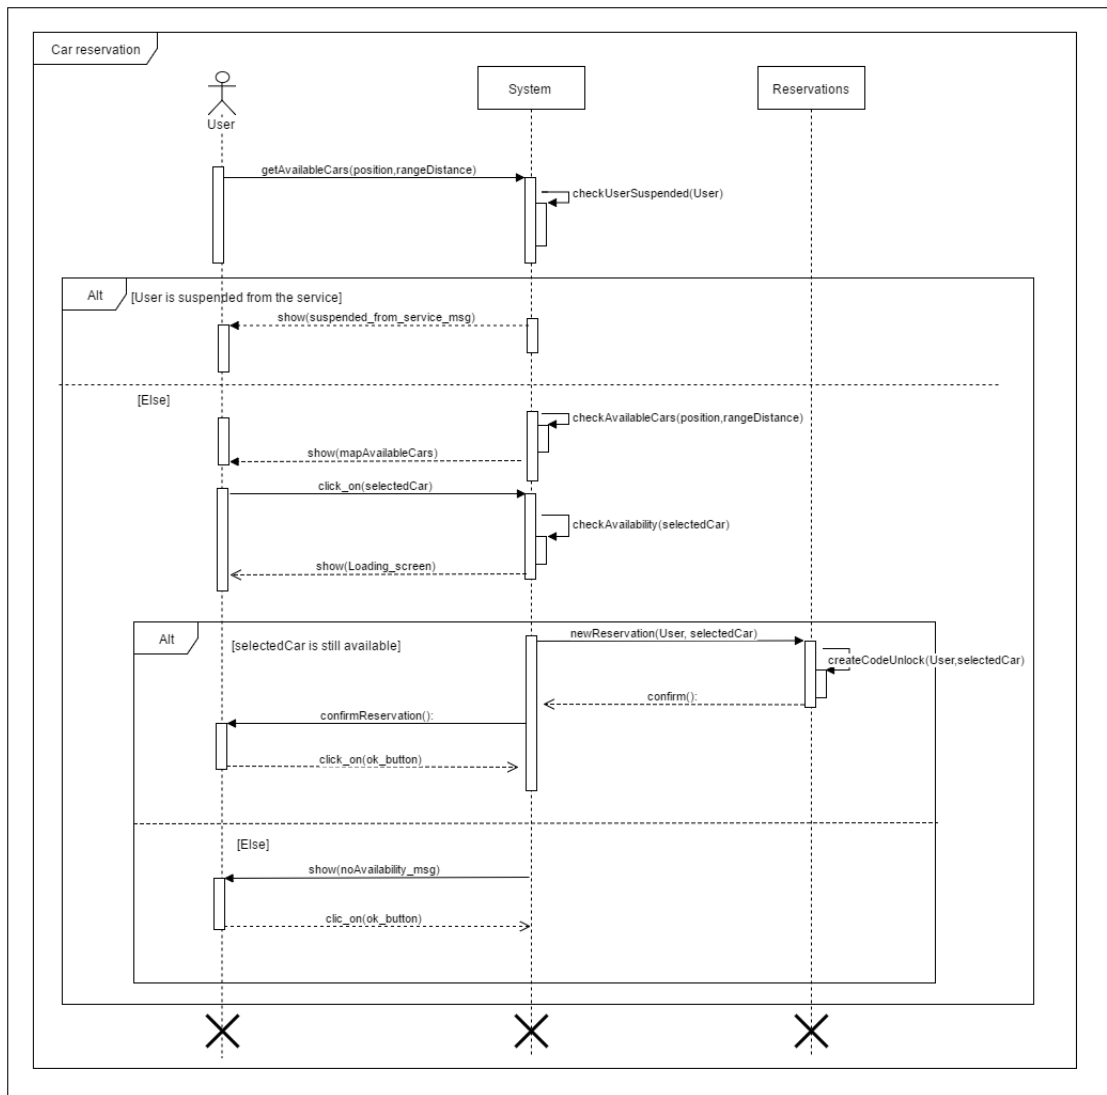 Car reservation
System
Reservations
User
getAvailableCars(position,rangeDistance)
checkUserSuspended(User)
Alt
[User is suspended from the service]
show(suspended_from_service_msg)
[Else]
checkAvailableCars(position,rangeDistance)
show(mapAvailableCars)
click_on(selectedCar)
checkAvailability(selectedCar)
show(Loading_screen)
Alt
[selectedCar is still available]
newReservation(User, selectedCar)
createCodeUnlock(User,selectedCar)
confirm():
confirmReservation():
click_on(ok_button)
[Else]
show(noAvailability_msg)
clic_on(ok_button)